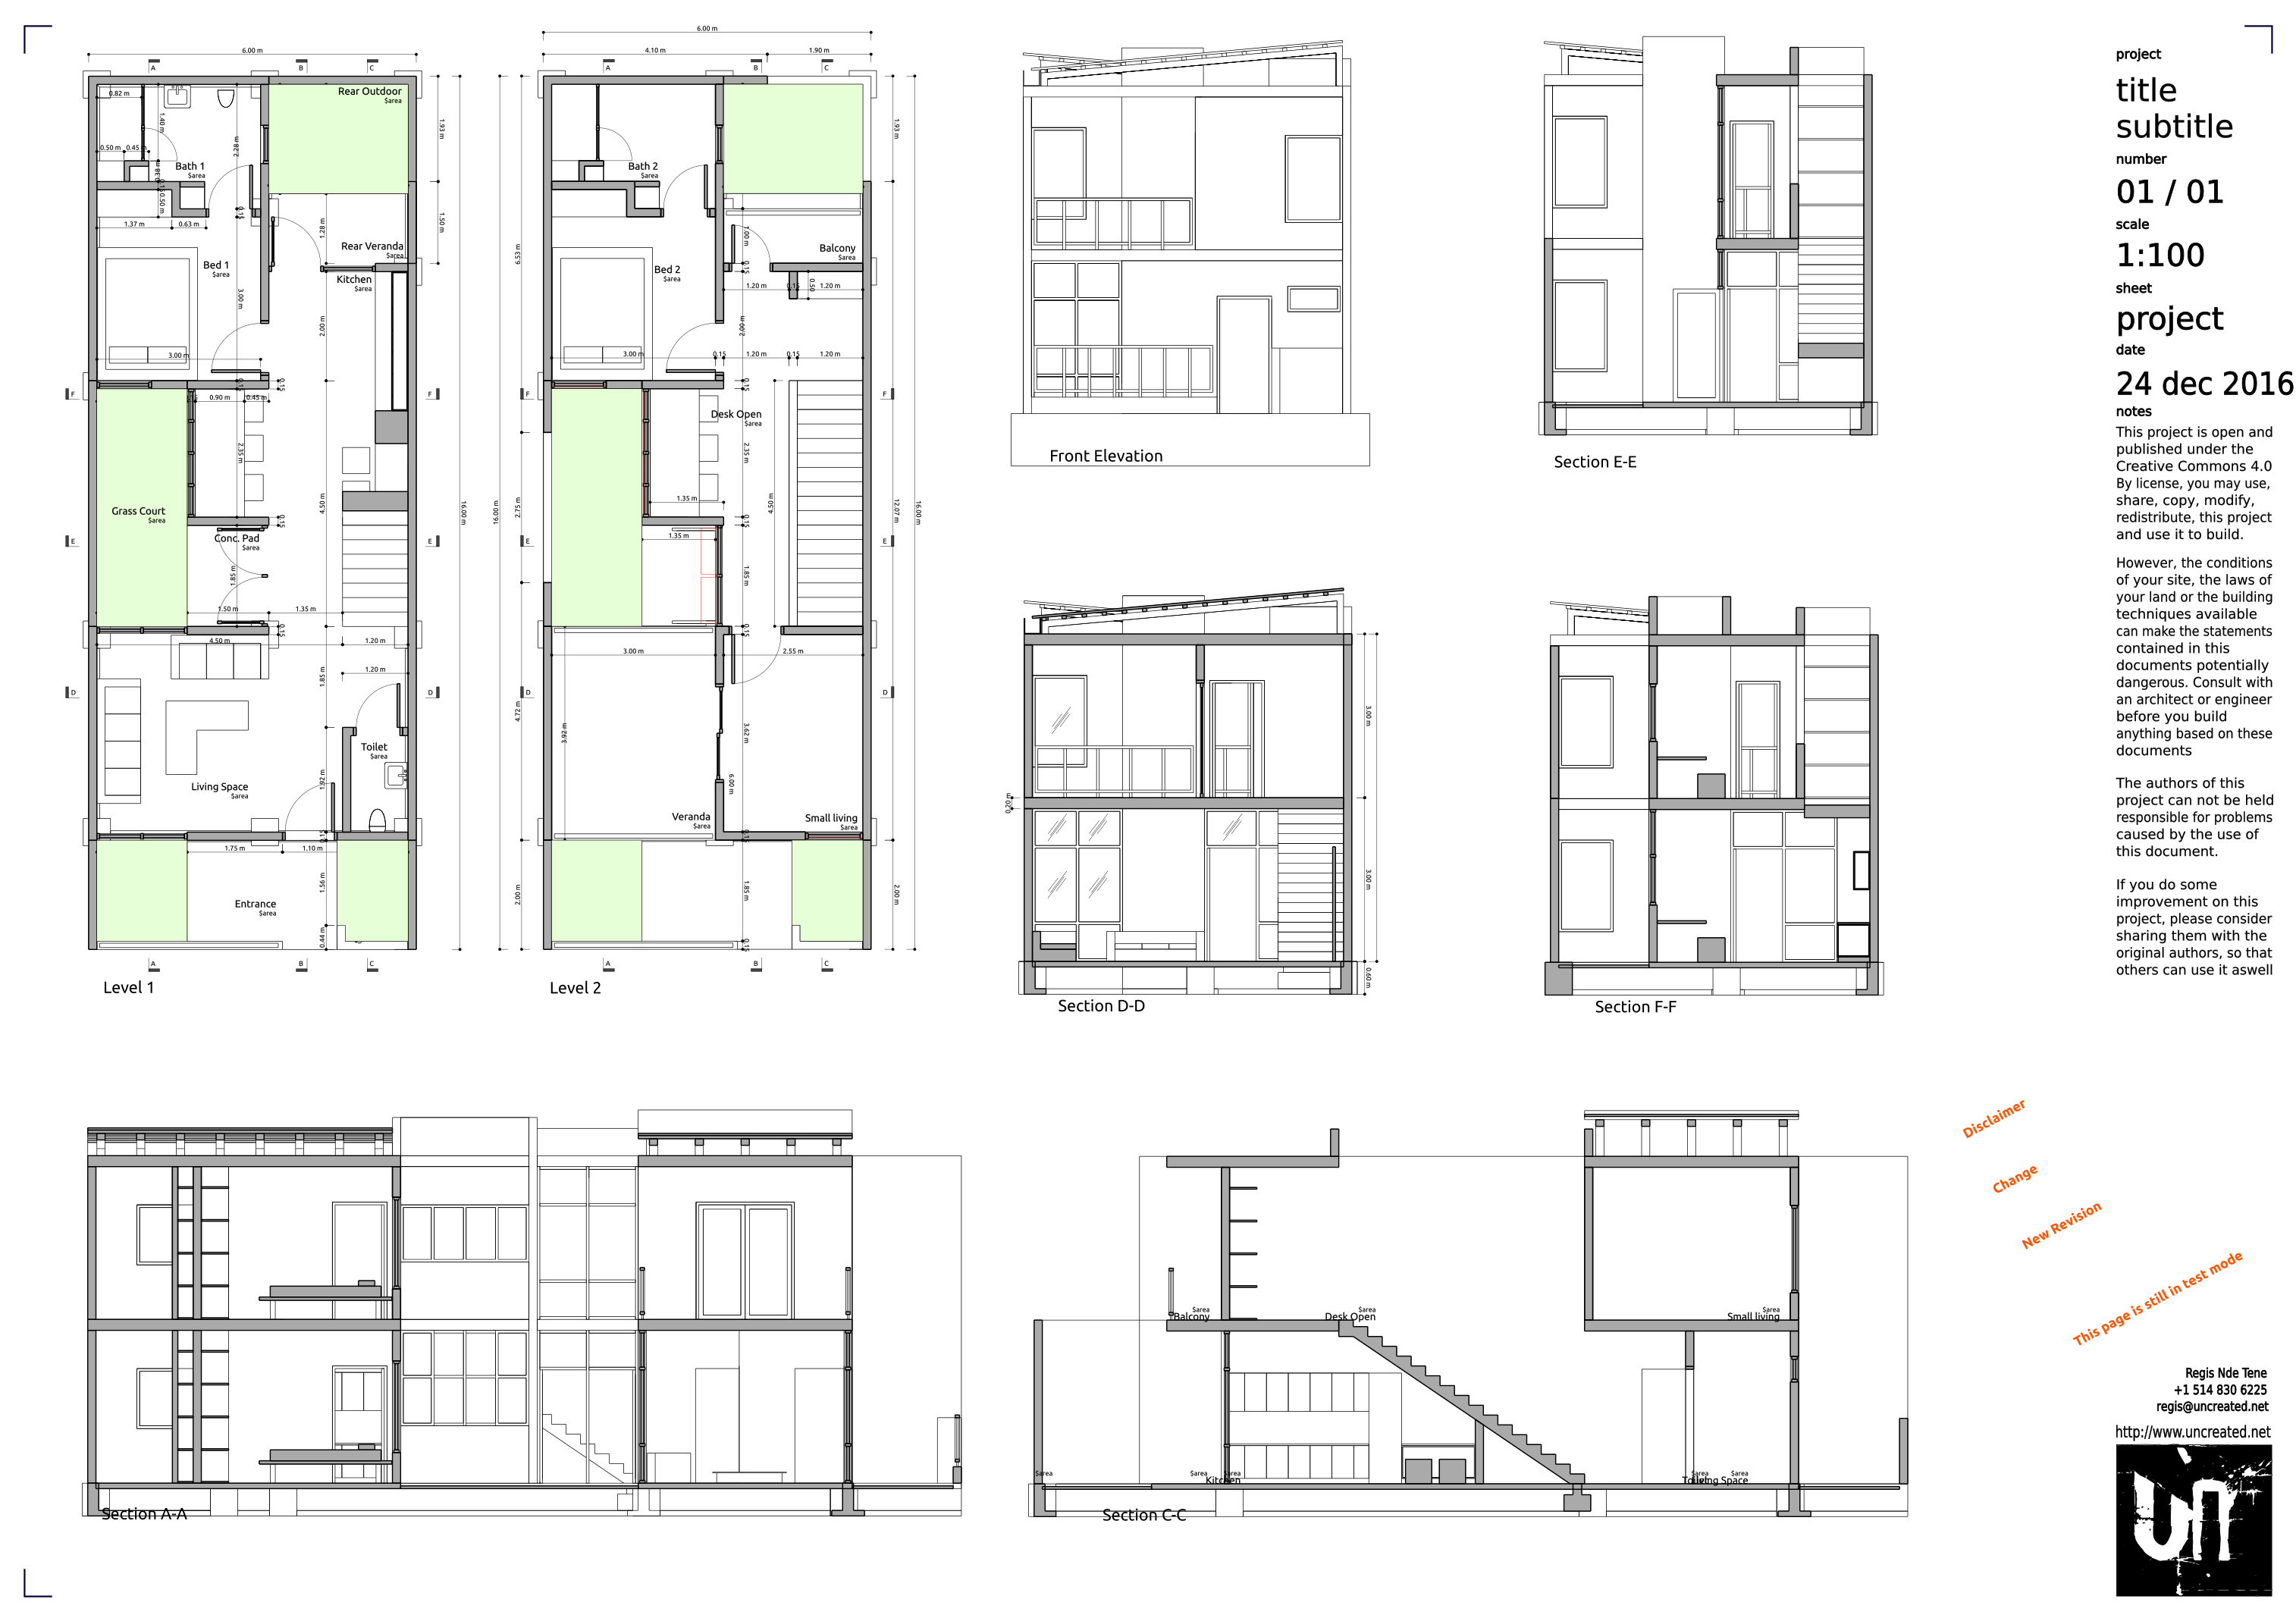 6.00 m
A
B
C
0.82 m
1.40 m
2.28 m
Rear Outdoor
$area
1.93 m
0.50 m
0.45 m
Bath 1
$area
0.50 m
0.15
1.37 m
0.63 m
1.28 m
1.50 m
Rear Veranda
$area
Bed 1
$area
Kitchen
$area
3.00 m
2.00 m
3.00 m
0.15
F
F
0.90 m
0.45 m
2.35 m
4.50 m
16.00 m
Grass Court
$area
0.15
Conc. Pad
$area
E
E
1.85 m
1.50 m
1.35 m
0.15
4.50 m
1.20 m
1.20 m
1.85 m
D
D
Toilet
$area
Living Space
$area
1.92 m
0.15
1.75 m
1.10 m
1.56 m
Entrance
$area
0.44 m
A
B
C
Level 1
6.00 m
4.10 m
1.90 m
A
B
C
1.93 m
Bath 2
$area
6.53 m
1.00 m
Balcony
$area
Bed 2
$area
0.15
1.20 m
0.15
1.20 m
0.50
2.00 m
3.00 m
0.15
1.20 m
0.15
1.20 m
0.15
F
F
Desk Open
$area
2.35 m
1.35 m
4.50 m
2.75 m
16.00 m
12.07 m
16.00 m
0.15
1.35 m
E
E
1.85 m
0.15
3.00 m
2.55 m
D
D
4.72 m
3.92 m
3.62 m
6.00 m
Veranda
$area
Small living
$area
0.15
2.00 m
1.85 m
2.00 m
0.15
A
B
C
Level 2
Front Elevation
Section E-E
3.00 m
0.20 m
3.00 m
0.60 m
Section D-D
Section F-F
Section A-A
$area
Balcony
$area
Desk Open
$area
Small living
$area
$area
$area
Kitchen
$area
$area
Toilet
Living Space
Section C-C
project
title
subtitle
number
01 / 01
scale
1:100
sheet
project
date
24 dec 2016
notes
This project is open and
published under the
Creative Commons 4.0
By license, you may use,
share, copy, modify,
redistribute, this project
and use it to build.
However, the conditions
of your site, the laws of
your land or the building
techniques available
can make the statements
contained in this
documents potentially
dangerous. Consult with
an architect or engineer
before you build
anything based on these
documents
The authors of this
project can not be held
responsible for problems
caused by the use of
this document.
If you do some
improvement on this
project, please consider
sharing them with the
original authors, so that
others can use it aswell
Disclaimer
Change
New Revision
This page is still in test mode
Regis Nde Tene
+1 514 830 6225
regis@uncreated.net
http://www.uncreated.net
un